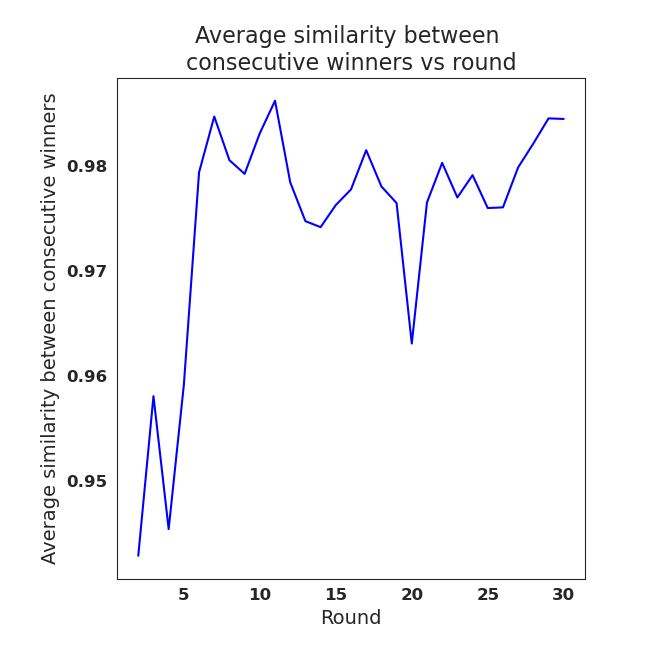 Average similarity between
consecutive winners vs round
Average similarity between consecutive winners
0.98
0.97
0.96
0.95
5 10 15 20 25 30
Round